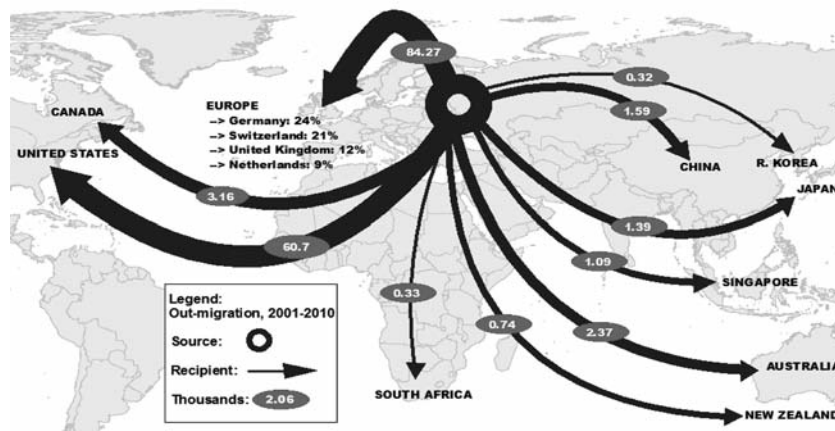 84.27
0.32
EUROPE
--> Germany: 24%
--> Switzerland: 21%
--> United Kingdom: 12%
--> Netherlands: 9%
1.59
CANADA
UNITED STATES
CHINA
R. KOREA
JAPAN
3.16
1.39
60.7
1.09
SINGAPORE
0.33
Legend:
Out-migration, 2001-2010
Source:
Recipient:
Thousands: 2.06
0.74
2.37
AUSTRALIA
SOUTH AFRICA
NEW ZEALAND